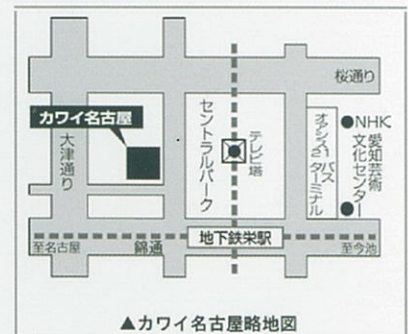 桜通り
カワイ名古屋
大津通り
セントラルパーク
テレビ塔
オアシス21バス
ターミナル
NHK
愛知芸術
文化センター
地下鉄栄駅
至名古屋
錦通
至今池
▲カワイ名古屋略地図